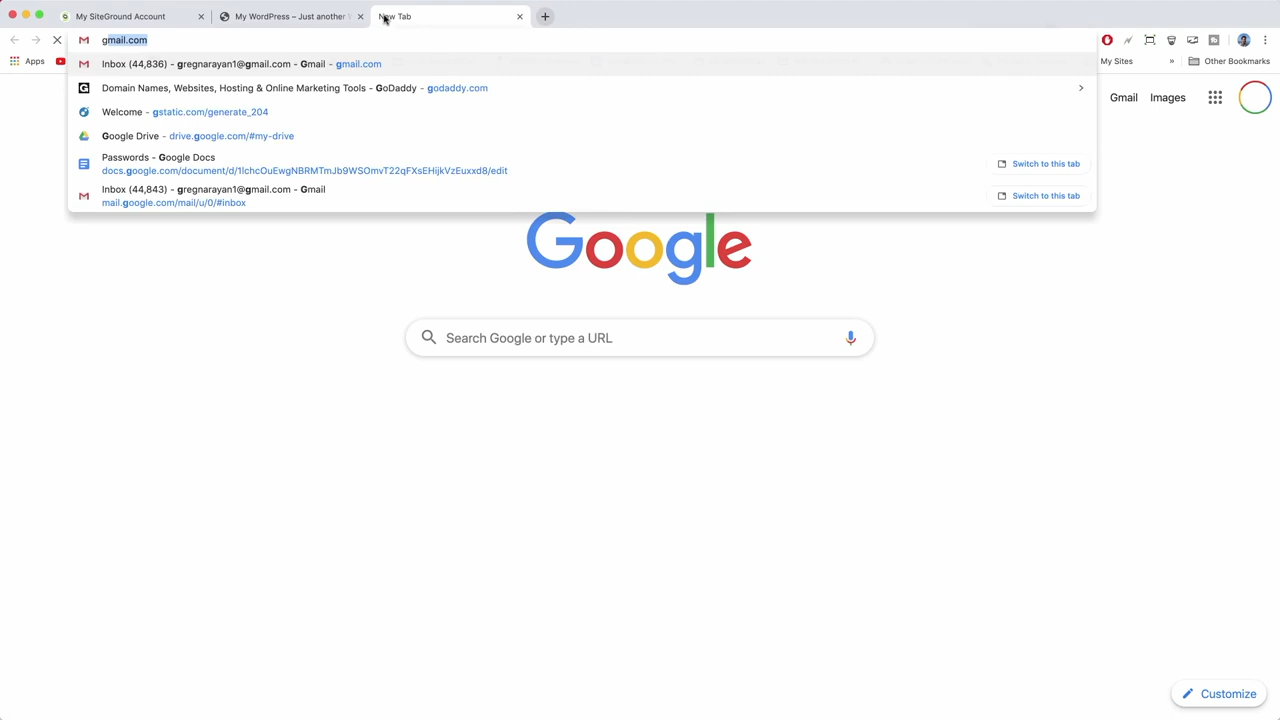 My SiteGround Account
My WordPress – Just another
New Tab
gmail.com
Apps
My Sites
»
Other Bookmarks
Inbox (44,836) - gregnarayan1@gmail.com - Gmail - gmail.com
Domain Names, Websites, Hosting & Online Marketing Tools - GoDaddy - godaddy.com
Welcome - gstatic.com/generate_204
Google Drive - drive.google.com/#my-drive
Passwords - Google Docs
docs.google.com/document/d/1lchcOuEwgNBRMTmJb9WSOmvT22qFXsEHijkVzEuxxd8/edit
Switch to this tab
Inbox (44,843) - gregnarayan1@gmail.com - Gmail
mail.google.com/mail/u/0/#inbox
Switch to this tab
Gmail
Images
Google
Search Google or type a URL
Customize